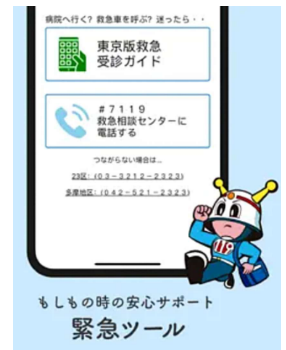 病院へ行く? 救急車を呼ぶ? 迷ったら・・
東京版救急
受診ガイド
#7119
救急相談センターに
電話する
つながらない場合は...
23区: (03-3212-2323)
多摩地区: (042-521-2323)
もしもの時の安心サポート
緊急ツール